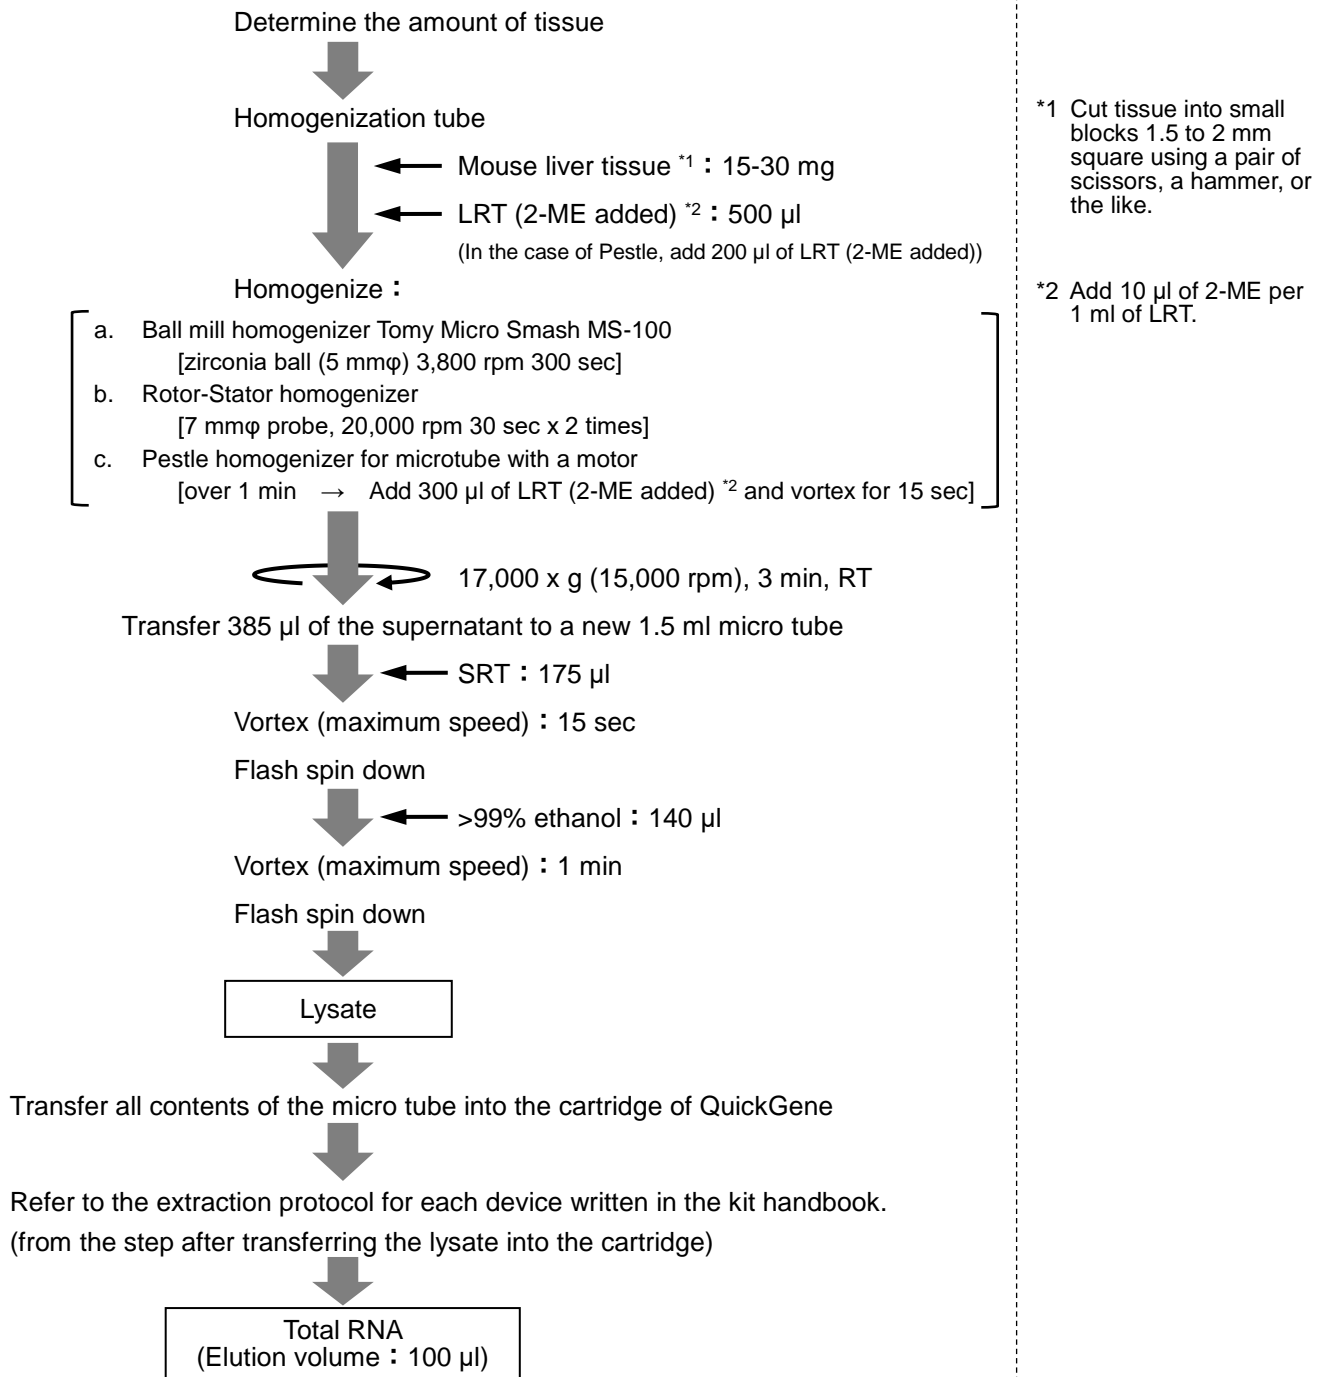 Determine the amount of tissue
Homogenization tube
Mouse liver tissue *1：15-30 mg
LRT (2-ME added) *2：500 µl
(In the case of Pestle, add 200 µl of LRT (2-ME added))
Homogenize：
a. Ball mill homogenizer Tomy Micro Smash MS-100
[zirconia ball (5 mmφ) 3,800 rpm 300 sec]
b. Rotor-Stator homogenizer
[7 mmφ probe, 20,000 rpm 30 sec x 2 times]
c. Pestle homogenizer for microtube with a motor
[over 1 min → Add 300 µl of LRT (2-ME added) *2 and vortex for 15 sec]
17,000 x g (15,000 rpm), 3 min, RT
Transfer 385 µl of the supernatant to a new 1.5 ml micro tube
SRT：175 µl
Vortex (maximum speed)：15 sec
Flash spin down
>99% ethanol：140 µl
Vortex (maximum speed)：1 min
Flash spin down
Lysate
Transfer all contents of the micro tube into the cartridge of QuickGene
Refer to the extraction protocol for each device written in the kit handbook.
(from the step after transferring the lysate into the cartridge)
Total RNA
(Elution volume：100 µl)
*1 Cut tissue into small
blocks 1.5 to 2 mm
square using a pair of
scissors, a hammer, or
the like.
*2 Add 10 µl of 2-ME per
1 ml of LRT.